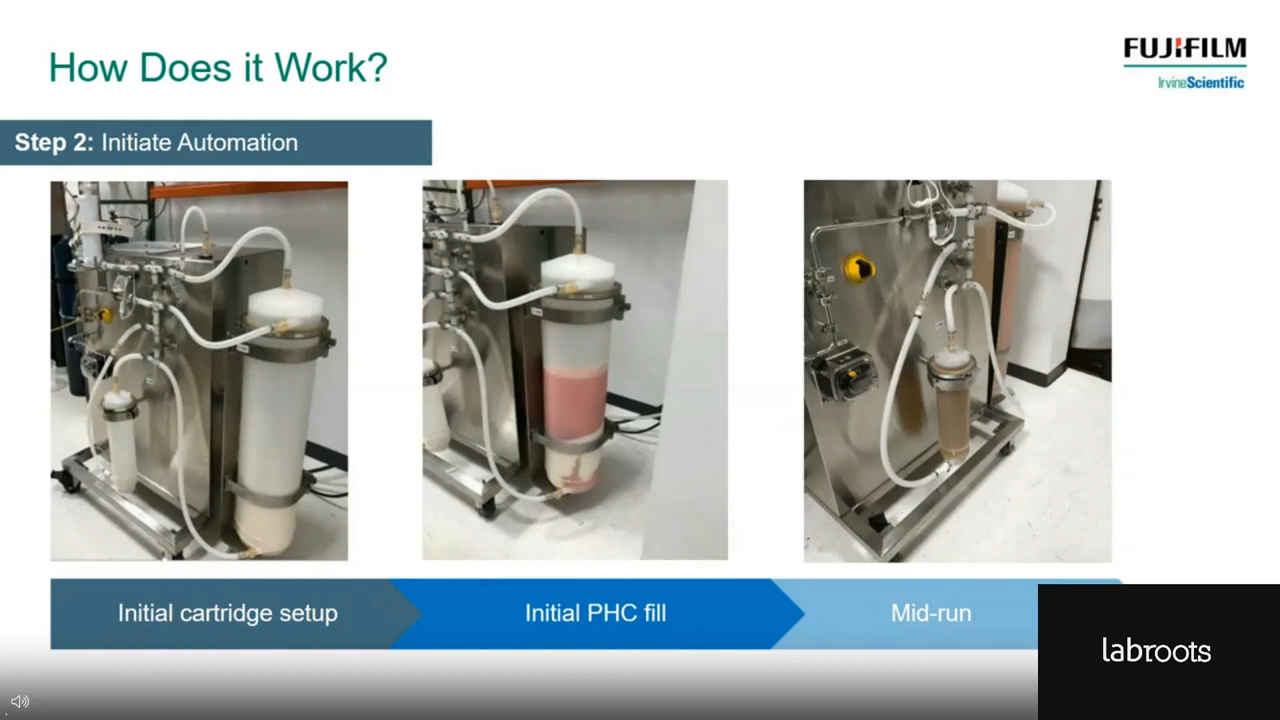 How Does it Work?
FUJIFILM
IrvineScientific
Step 2: Initiate Automation
Initial cartridge setup
Initial PHC fill
Mid-run
labroots